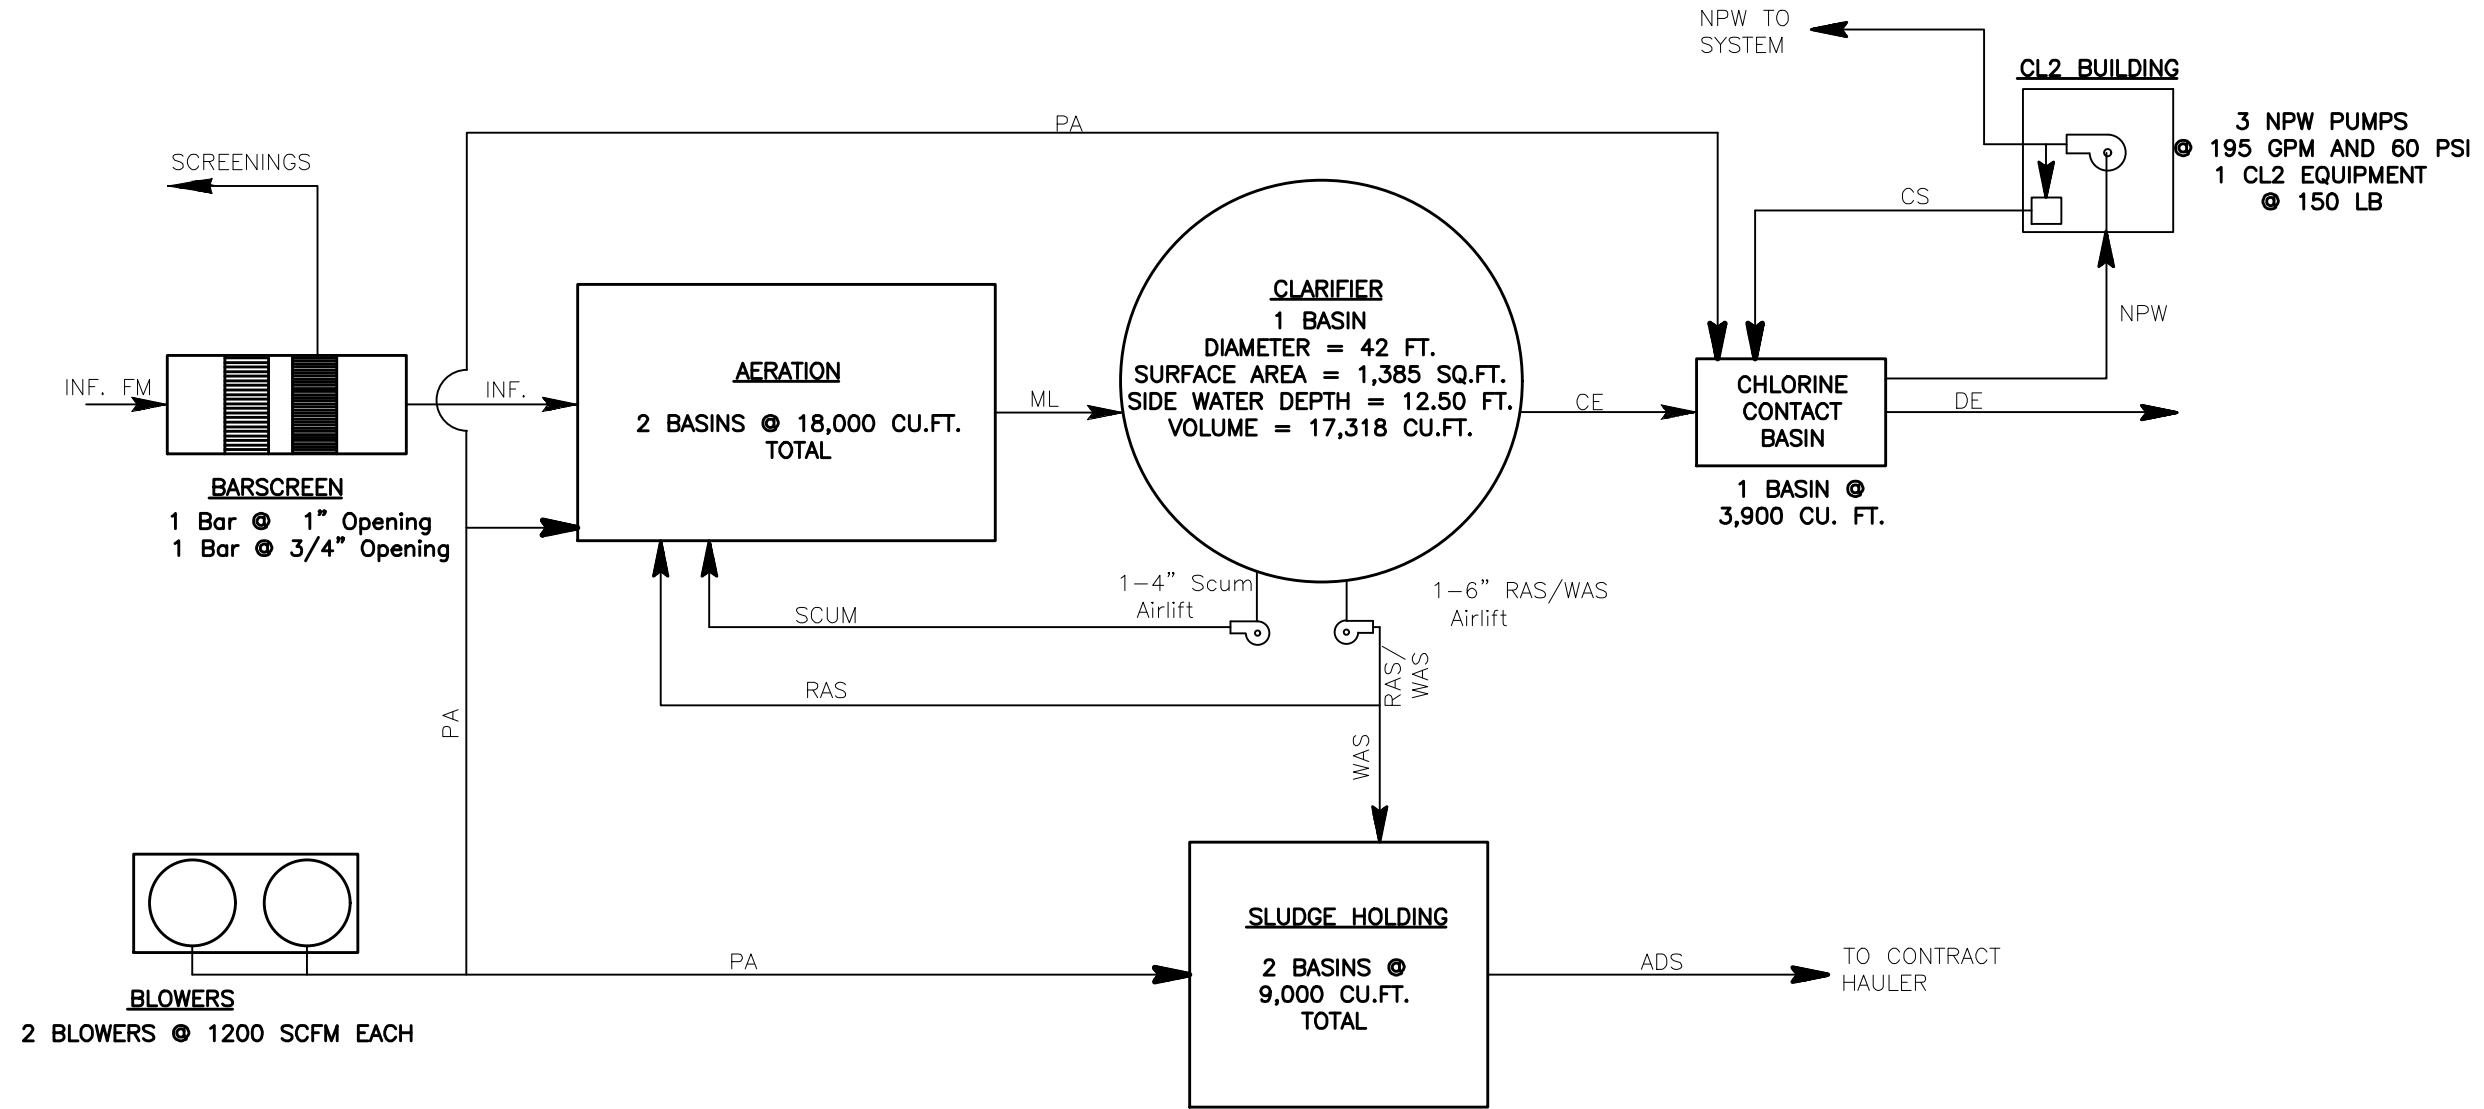 NPW TO
SYSTEM
CL2 BUILDING
3 NPW PUMPS
@ 195 GPM AND 60 PSI
1 CL2 EQUIPMENT
@ 150 LB
PA
SCREENINGS
CS
NPW
INF. FM
BARSCREEN
1 Bar @ 1" Opening
1 Bar @ 3/4" Opening
INF.
AERATION
2 BASINS @ 18,000 CU.FT.
TOTAL
ML
CLARIFIER
1 BASIN
DIAMETER = 42 FT.
SURFACE AREA = 1,385 SQ.FT.
SIDE WATER DEPTH = 12.50 FT.
VOLUME = 17,318 CU.FT.
CE
CHLORINE
CONTACT
BASIN
1 BASIN @
3,900 CU. FT.
DE
1-4" Scum
Airlift
1-6" RAS/WAS
Airlift
SCUM
RAS
RAS/
WAS
WAS
PA
BLOWERS
2 BLOWERS @ 1200 SCFM EACH
PA
SLUDGE HOLDING
2 BASINS @
9,000 CU.FT.
TOTAL
ADS
TO CONTRACT
HAULER